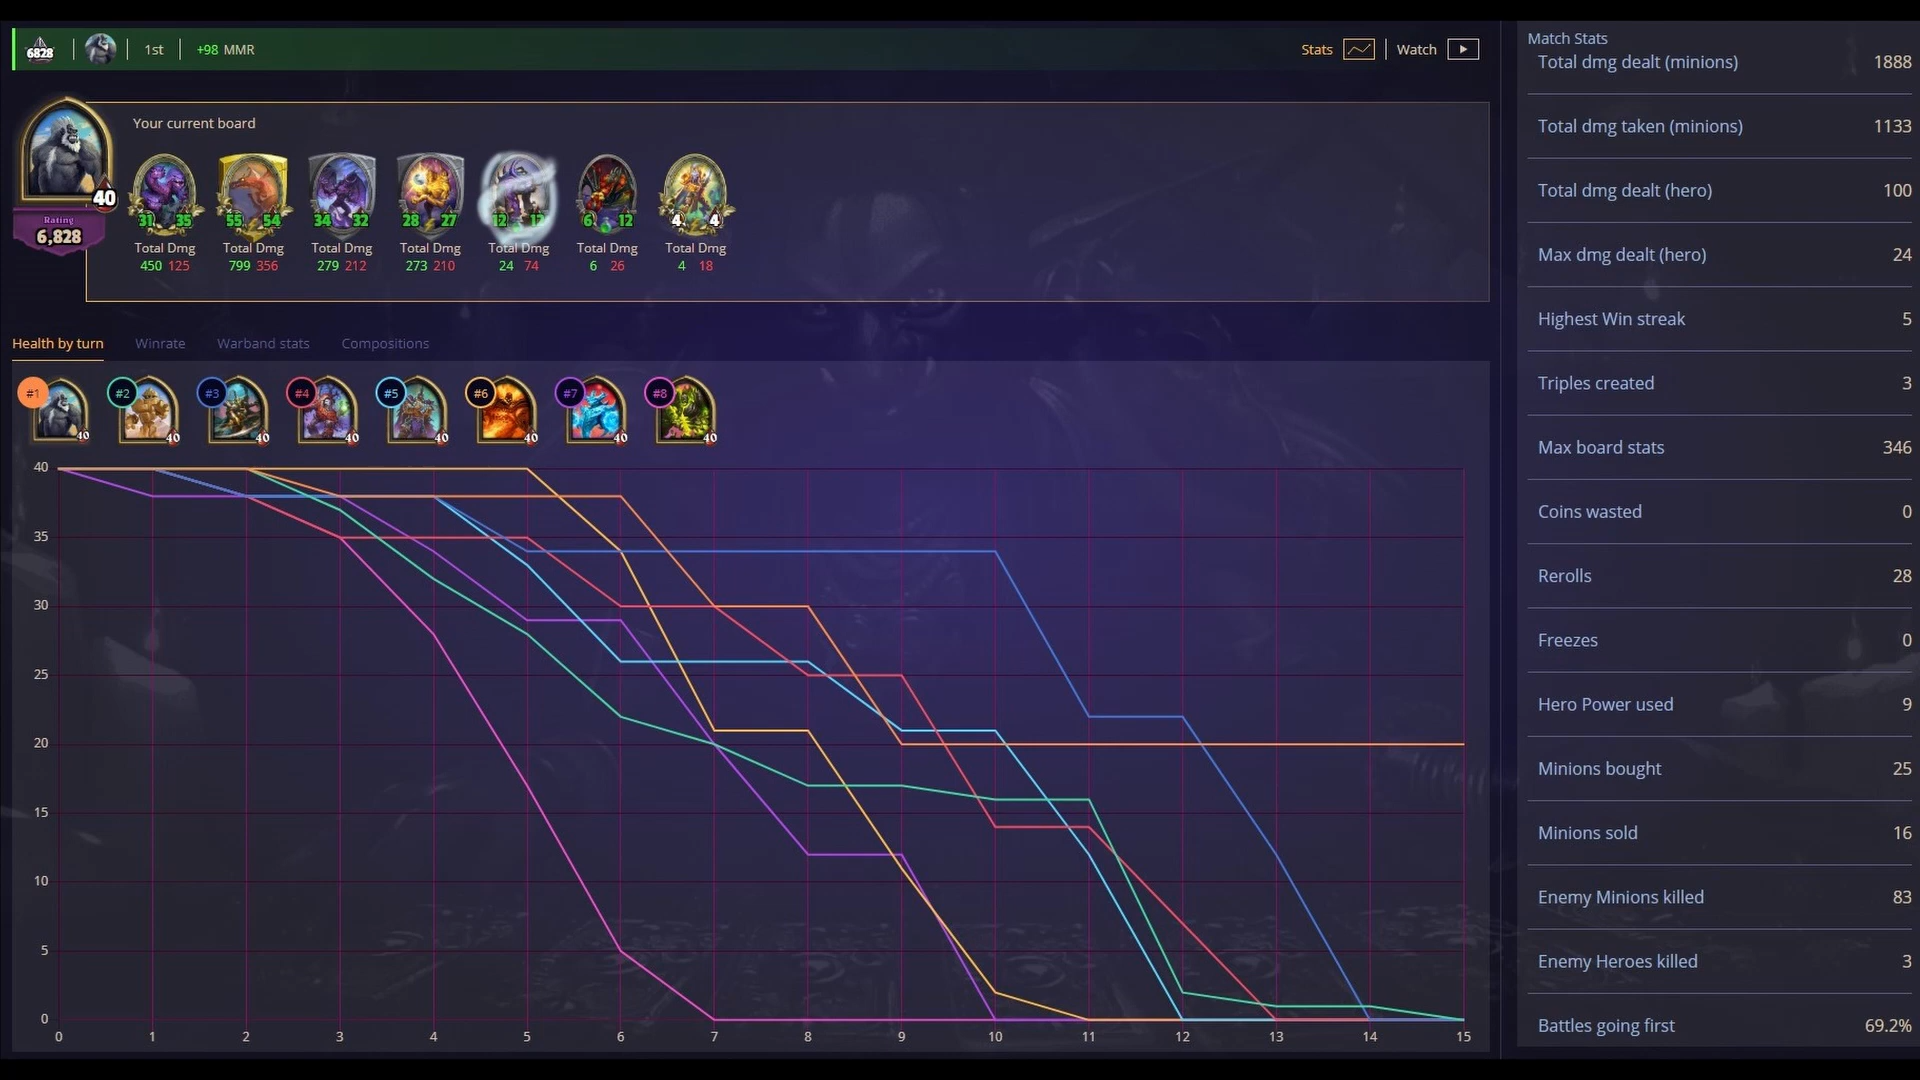 6828 1st +98 MMR Stats Watch
Your current board
40
Rating
6,828
31 35 55 54 34 32 28 27 12 12 6 12 4 4
Total Dmg Total Dmg Total Dmg Total Dmg Total Dmg Total Dmg Total Dmg
450 125 799 356 279 212 273 210 24 74 6 26 4 18
Health by turn Winrate Warband stats Compositions
#1 #2 #3 #4 #5 #6 #7 #8
40 40 40 40 40 40 40 40
40
35
30
25
20
15
10
5
0
0 1 2 3 4 5 6 7 8 9 10 11 12 13 14 15
Match Stats
Total dmg dealt (minions) 1888
Total dmg taken (minions) 1133
Total dmg dealt (hero) 100
Max dmg dealt (hero) 24
Highest Win streak 5
Triples created 3
Max board stats 346
Coins wasted 0
Rerolls 28
Freezes 0
Hero Power used 9
Minions bought 25
Minions sold 16
Enemy Minions killed 83
Enemy Heroes killed 3
Battles going first 69.2%